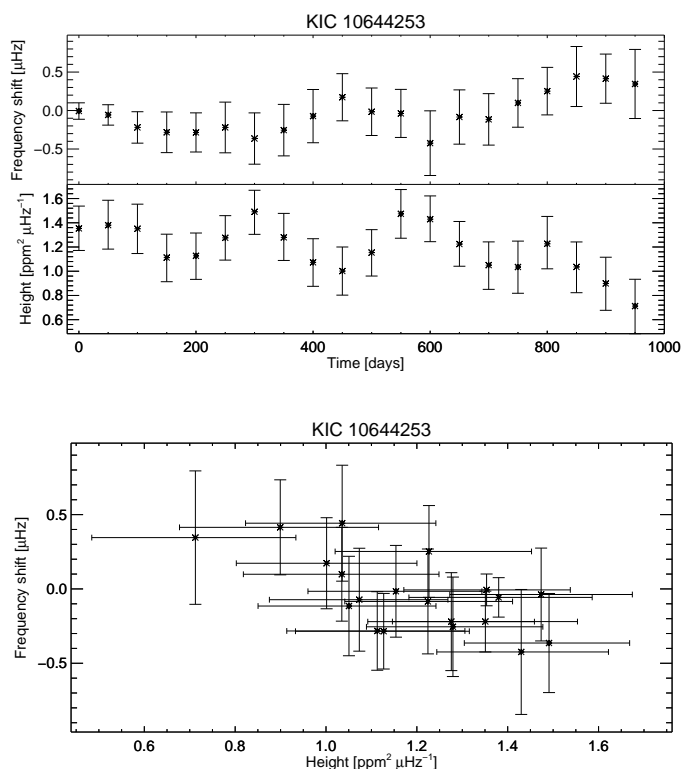 KIC 10644253
Frequency shift [μHz]
0.5
0.0
−0.5
Height [ppm² μHz⁻¹]
1.6
1.4
1.2
1.0
0.8
0.6
0 200 400 600 800 1000
Time [days]
KIC 10644253
Frequency shift [μHz]
0.5
0.0
−0.5
0.6 0.8 1.0 1.2 1.4 1.6
Height [ppm² μHz⁻¹]